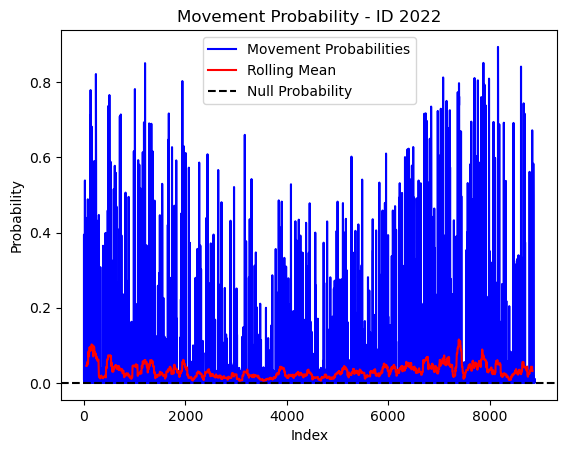 Movement Probability - ID 2022
Movement Probabilities
Rolling Mean
Null Probability
Probability
0.8
0.6
0.4
0.2
0.0
0
2000
4000
6000
8000
Index